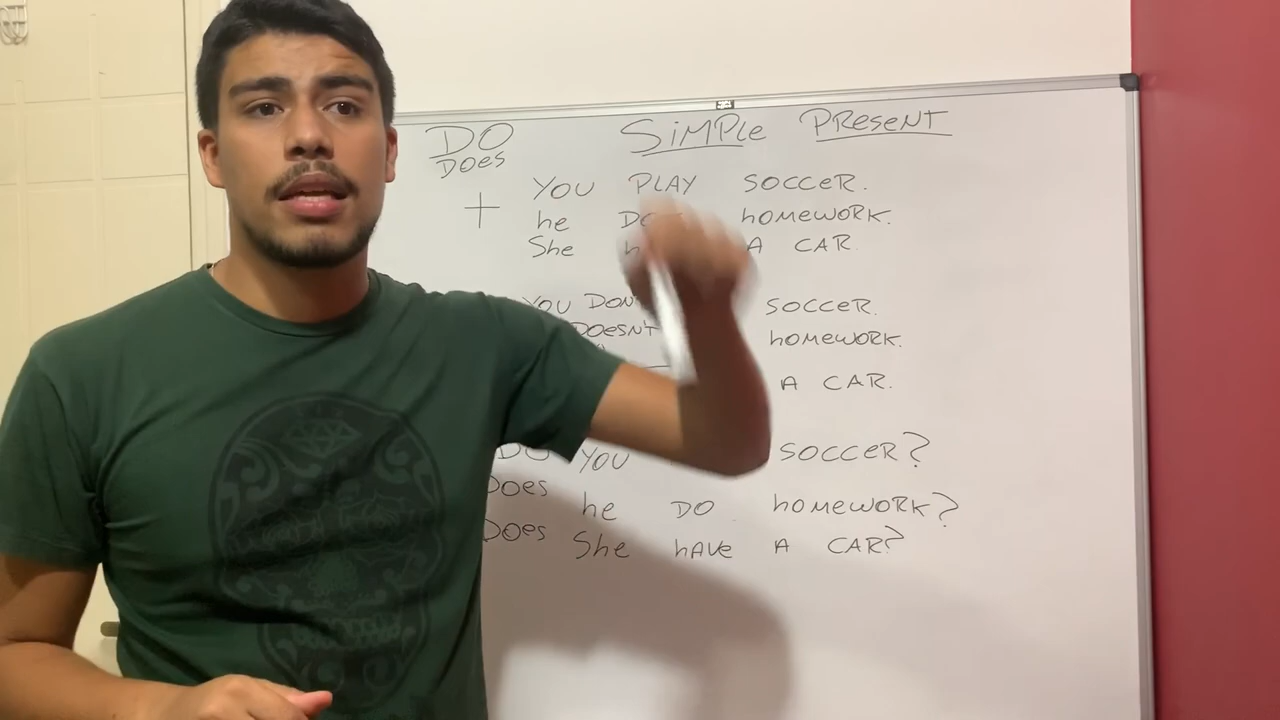 DO SiMPLe PReSeNT
Does
+ YOU PLAY SOCCeR.
he hOMeWORK.
She A CAR
YOU DON'T SOCCeR.
DOeSN'T hOMeWORK.
A CAR.
DO YOU SOCCeR?
Does he DO hOMeWORK?
Does She hAVe A CAR?